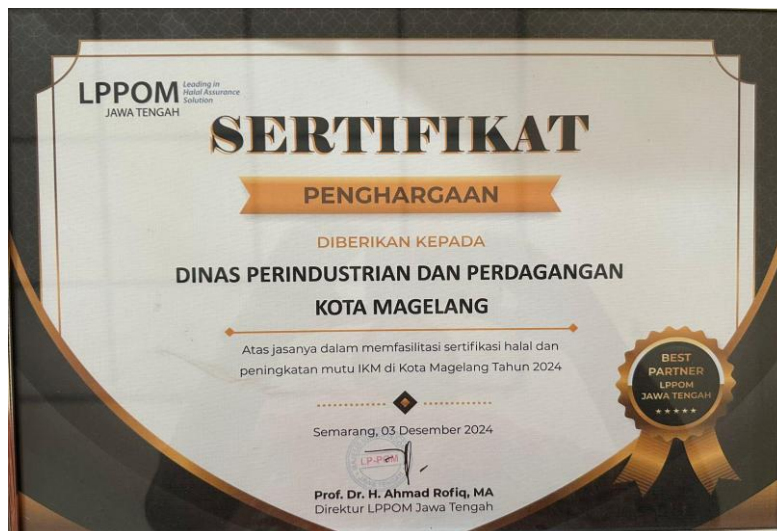 LPPOM
Leading in
Halal Assurance
Solution
JAWA TENGAH
SERTIFIKAT
PENGHARGAAN
DIBERIKAN KEPADA
DINAS PERINDUSTRIAN DAN PERDAGANGAN
KOTA MAGELANG
Atas jasanya dalam memfasilitasi sertifikasi halal dan
peningkatan mutu IKM di Kota Magelang Tahun 2024
BEST
PARTNER
LPPOM
JAWA TENGAH
Semarang, 03 Desember 2024
LP-POM
Prof. Dr. H. Ahmad Rofiq, MA
Direktur LPPOM Jawa Tengah